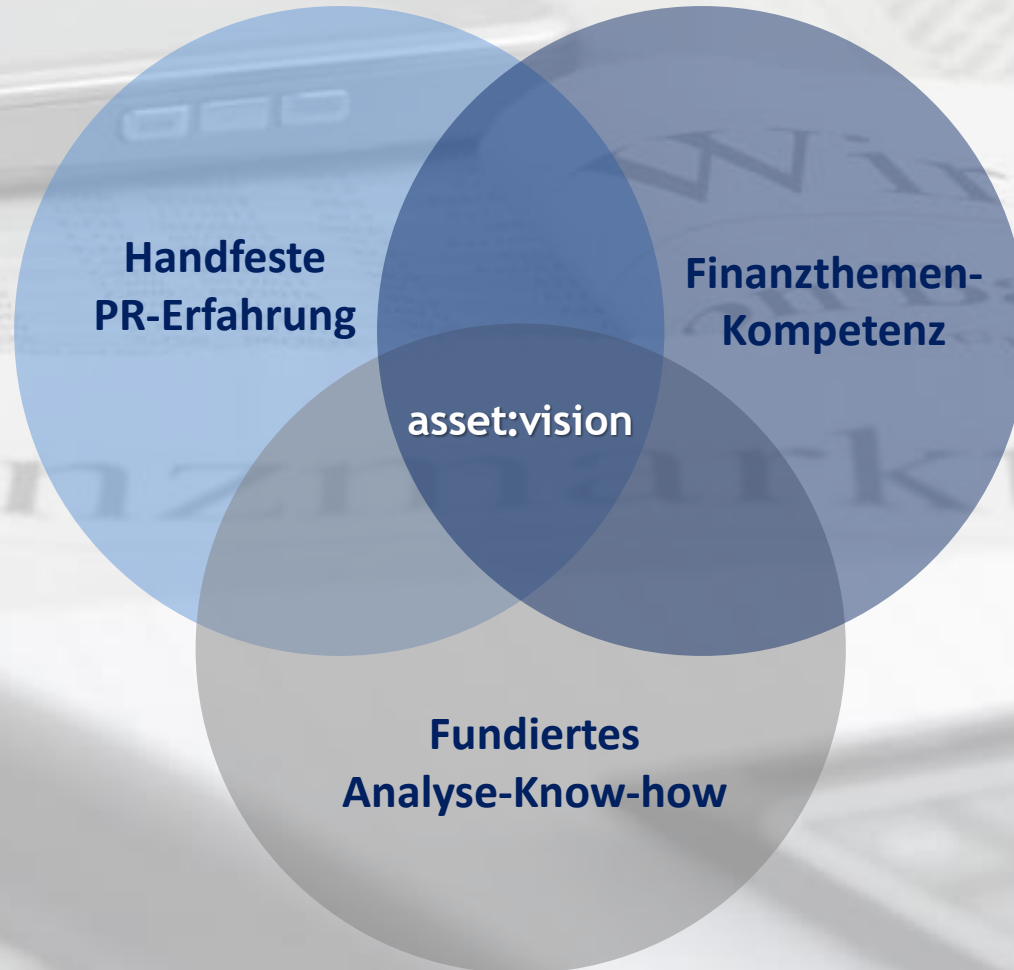 Handfeste
PR-Erfahrung
Finanzthemen-
Kompetenz
asset:vision
Fundiertes
Analyse-Know-how